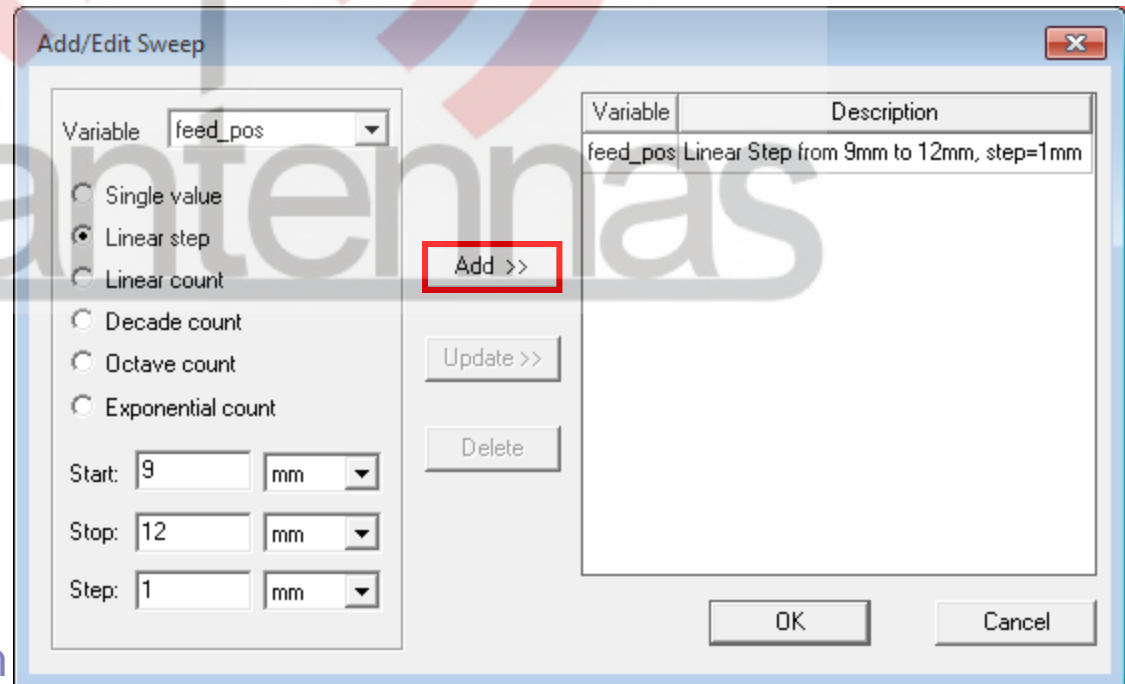 Add/Edit Sweep
Variable feed_pos
Single value
Linear step
Linear count
Decade count
Octave count
Exponential count
Start: 9 mm
Stop: 12 mm
Step: 1 mm
Add >>
Update >>
Delete
Variable Description
feed_pos Linear Step from 9mm to 12mm, step=1mm
OK Cancel
antennas